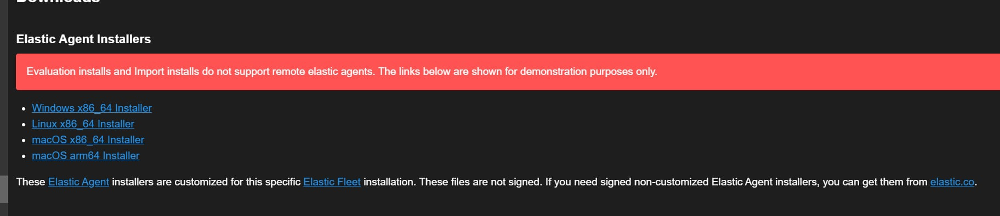 Downloads
Elastic Agent Installers
Evaluation installs and Import installs do not support remote elastic agents. The links below are shown for demonstration purposes only.
Windows x86_64 Installer
Linux x86_64 Installer
macOS x86_64 Installer
macOS arm64 Installer
These Elastic Agent installers are customized for this specific Elastic Fleet installation. These files are not signed. If you need signed non-customized Elastic Agent installers, you can get them from elastic.co.